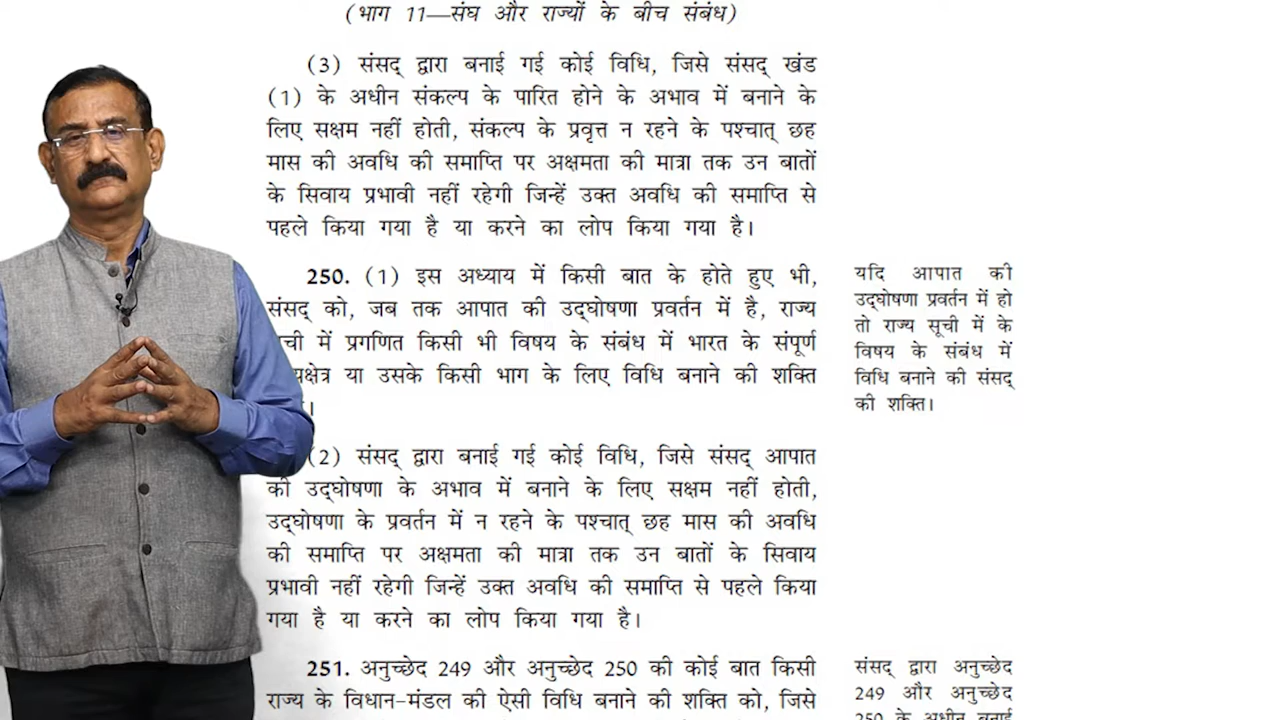 (भाग 11—संघ और राज्यों के बीच संबंध)
(3) संसद् द्वारा बनाई गई कोई विधि, जिसे संसद् खंड
(1) के अधीन संकल्प के पारित होने के अभाव में बनाने के
लिए सक्षम नहीं होती, संकल्प के प्रवृत्त न रहने के पश्चात् छह
मास की अवधि की समाप्ति पर अक्षमता की मात्रा तक उन बातों
के सिवाय प्रभावी नहीं रहेगी जिन्हें उक्त अवधि की समाप्ति से
पहले किया गया है या करने का लोप किया गया है।
250. (1) इस अध्याय में किसी बात के होते हुए भी,
संसद् को, जब तक आपात की उद्‌घोषणा प्रवर्तन में है, राज्य
में प्रगणित किसी भी विषय के संबंध में भारत के संपूर्ण
या उसके किसी भाग के लिए विधि बनाने की शक्ति
।
यदि आपात की
उद्‌घोषणा प्रवर्तन में हो
तो राज्य सूची में के
विषय के संबंध में
विधि बनाने की संसद्
की शक्ति।
(2) संसद् द्वारा बनाई गई कोई विधि, जिसे संसद् आपात
की उद्‌घोषणा के अभाव में बनाने के लिए सक्षम नहीं होती,
उद्‌घोषणा के प्रवर्तन में न रहने के पश्चात् छह मास की अवधि
की समाप्ति पर अक्षमता की मात्रा तक उन बातों के सिवाय
प्रभावी नहीं रहेगी जिन्हें उक्त अवधि की समाप्ति से पहले किया
गया है या करने का लोप किया गया है।
251. अनुच्छेद 249 और अनुच्छेद 250 की कोई बात किसी
राज्य के विधान-मंडल की ऐसी विधि बनाने की शक्ति को, जिसे
संसद् द्वारा अनुच्छेद
249 और अनुच्छेद
250 के अधीन बनाई